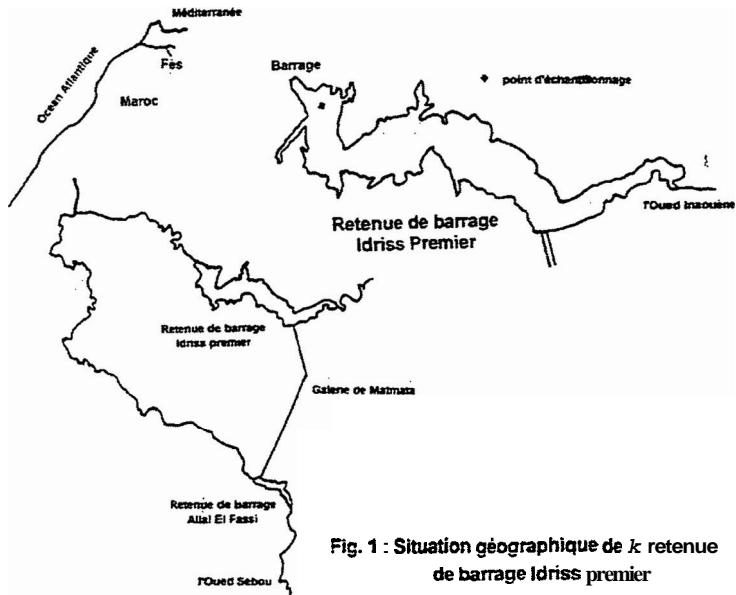 Méditerranée
Océan Atlantique
Fès
Maroc
Barrage
point d'échantillonnage
l'Oued Inaouène
Retenue de barrage
Idriss Premier
Retenue de barrage
Idriss premier
Galerie de Matmata
Retenue de barrage
Allal El Fassi
l'Oued Sebou
Fig. 1 : Situation géographique de k retenue
de barrage Idriss premier